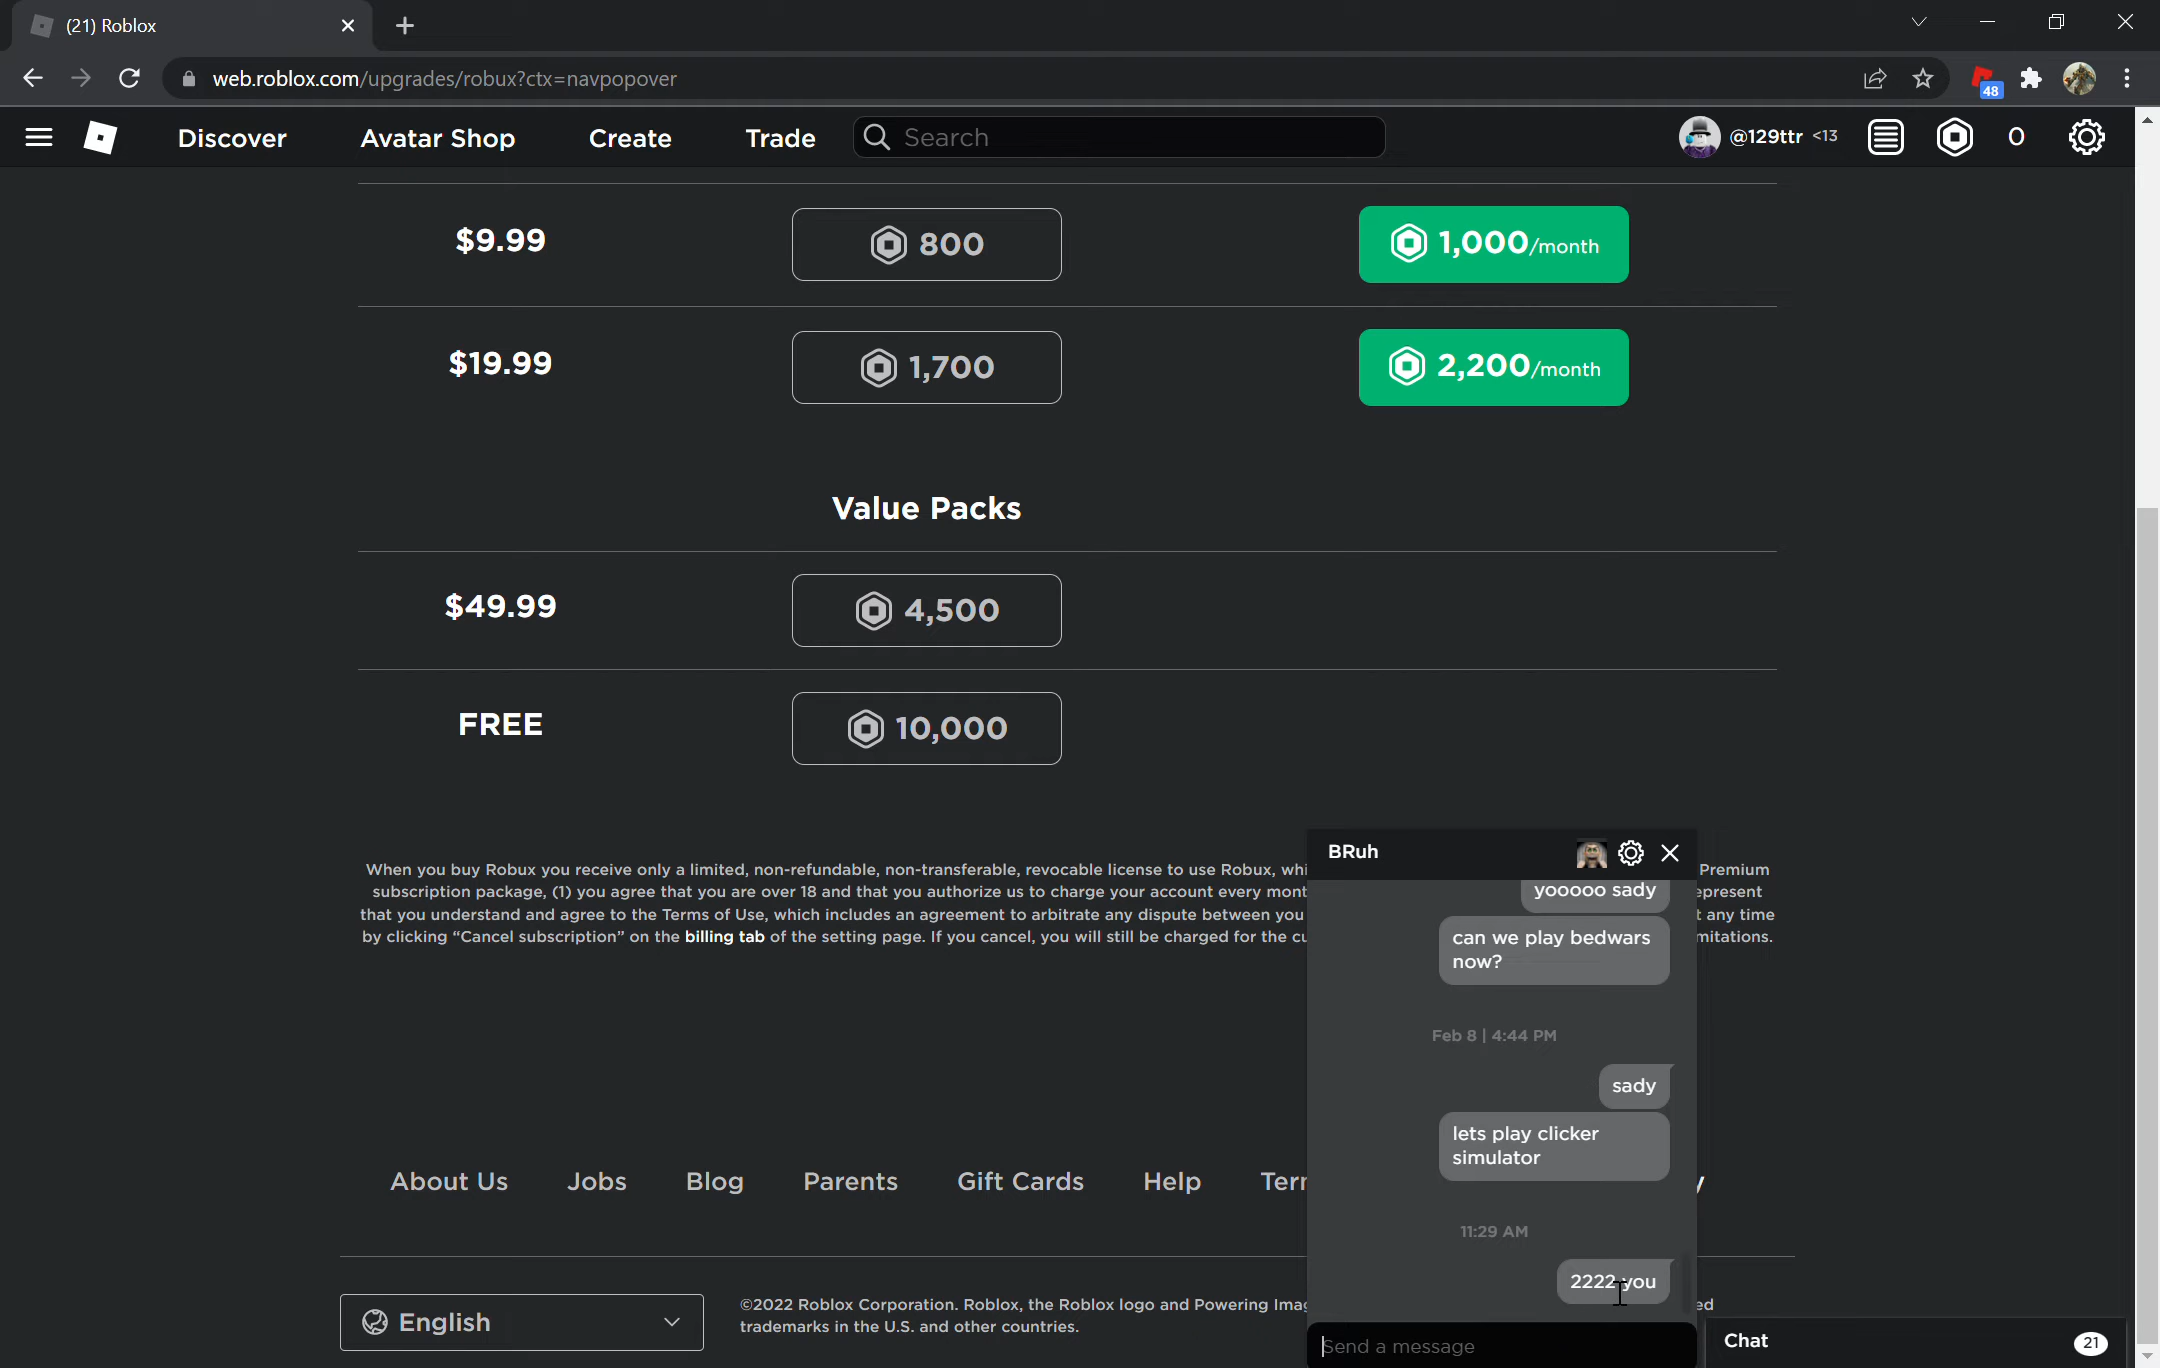 (21) Roblox
web.roblox.com/upgrades/robux?ctx=navpopover
48
Discover Avatar Shop Create Trade Search @129ttr <13 0
$9.99 800 1,000/month
$19.99 1,700 2,200/month
Value Packs
$49.99 4,500
FREE 10,000
When you buy Robux you receive only a limited, non-refundable, non-transferable, revocable license to use Robux, Premium
subscription package, (1) you agree that you are over 18 and that you authorize us to charge your account every
that you understand and agree to the Terms of Use, which includes an agreement to arbitrate any dispute between you any time
by clicking “Cancel subscription” on the billing tab of the setting page. If you cancel, you will still be charged for the
BRuh
yooooo sady
can we play bedwars
now?
Feb 8 | 4:44 PM
sady
lets play clicker
simulator
11:29 AM
2222 you
Send a message
Chat 21
About Us Jobs Blog Parents Gift Cards Help
English
©2022 Roblox Corporation. Roblox, the Roblox logo and Powering
trademarks in the U.S. and other countries.